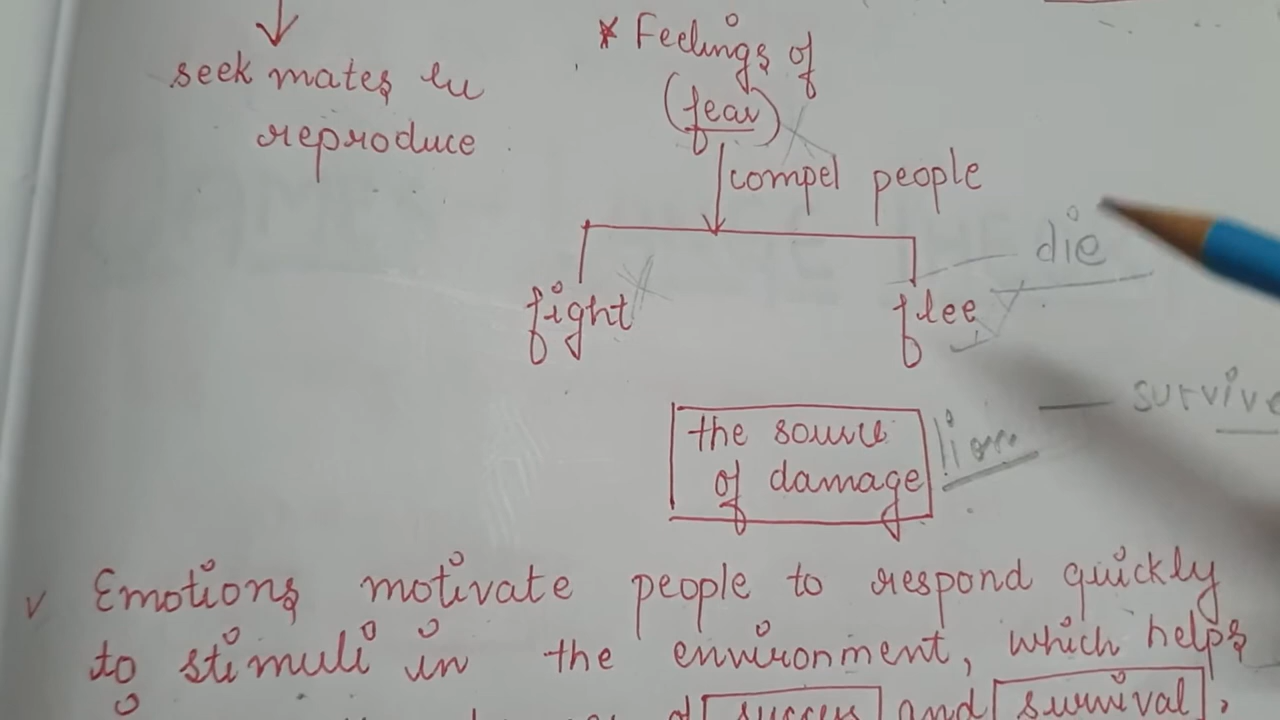 seek mates
reproduce
* Feelings of
(fear)
compel people
fight
flee
die
survive
the source
of damage
lion
✓ Emotions motivate people to respond quickly
to stimuli in the environment, which helps
success and survival.